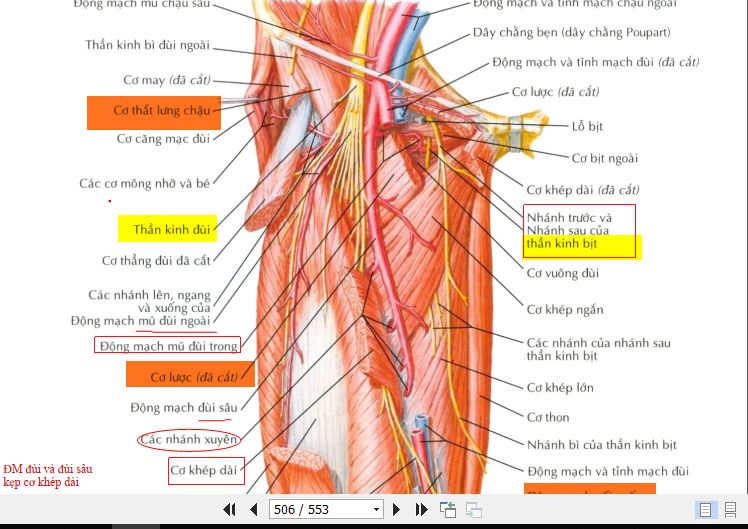 Động mạch mũ chậu sâu
Thần kinh bì đùi ngoài
Cơ may (đã cắt)
Cơ thắt lưng chậu
Cơ căng mạc đùi
Các cơ mông nhỡ và bé
Thần kinh đùi
Cơ thẳng đùi đã cắt
Các nhánh lên, ngang
và xuống của
Động mạch mũ đùi ngoài
Động mạch mũ đùi trong
Cơ lược (đã cắt)
Động mạch đùi sâu
Các nhánh xuyên
Cơ khép dài
ĐM đùi và đùi sâu
kẹp cơ khép dài
Động mạch và tĩnh mạch chậu ngoài
Dây chằng bẹn (dây chằng Poupart)
Động mạch và tĩnh mạch đùi (đã cắt)
Cơ lược (đã cắt)
Lỗ bịt
Cơ bịt ngoài
Cơ khép dài (đã cắt)
Nhánh trước và
Nhánh sau của
thần kinh bịt
Cơ vuông đùi
Cơ khép ngắn
Các nhánh của nhánh sau
thần kinh bịt
Cơ khép lớn
Cơ thon
Nhánh bì của thần kinh bịt
Động mạch và tỉnh mạch đùi
506 / 553